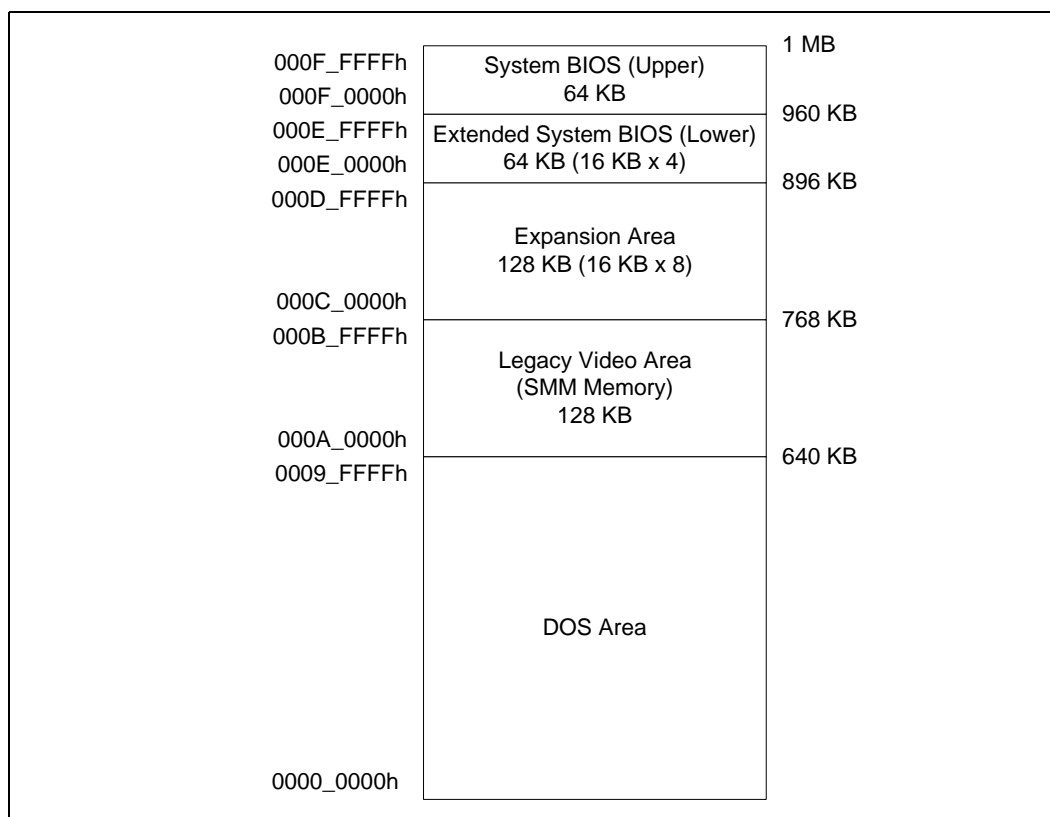 1 MB
000F_FFFFh
System BIOS (Upper)
64 KB
000F_0000h
960 KB
000E_FFFFh
Extended System BIOS (Lower)
64 KB (16 KB x 4)
000E_0000h
896 KB
000D_FFFFh
Expansion Area
128 KB (16 KB x 8)
000C_0000h
768 KB
000B_FFFFh
Legacy Video Area
(SMM Memory)
128 KB
000A_0000h
640 KB
0009_FFFFh
DOS Area
0000_0000h